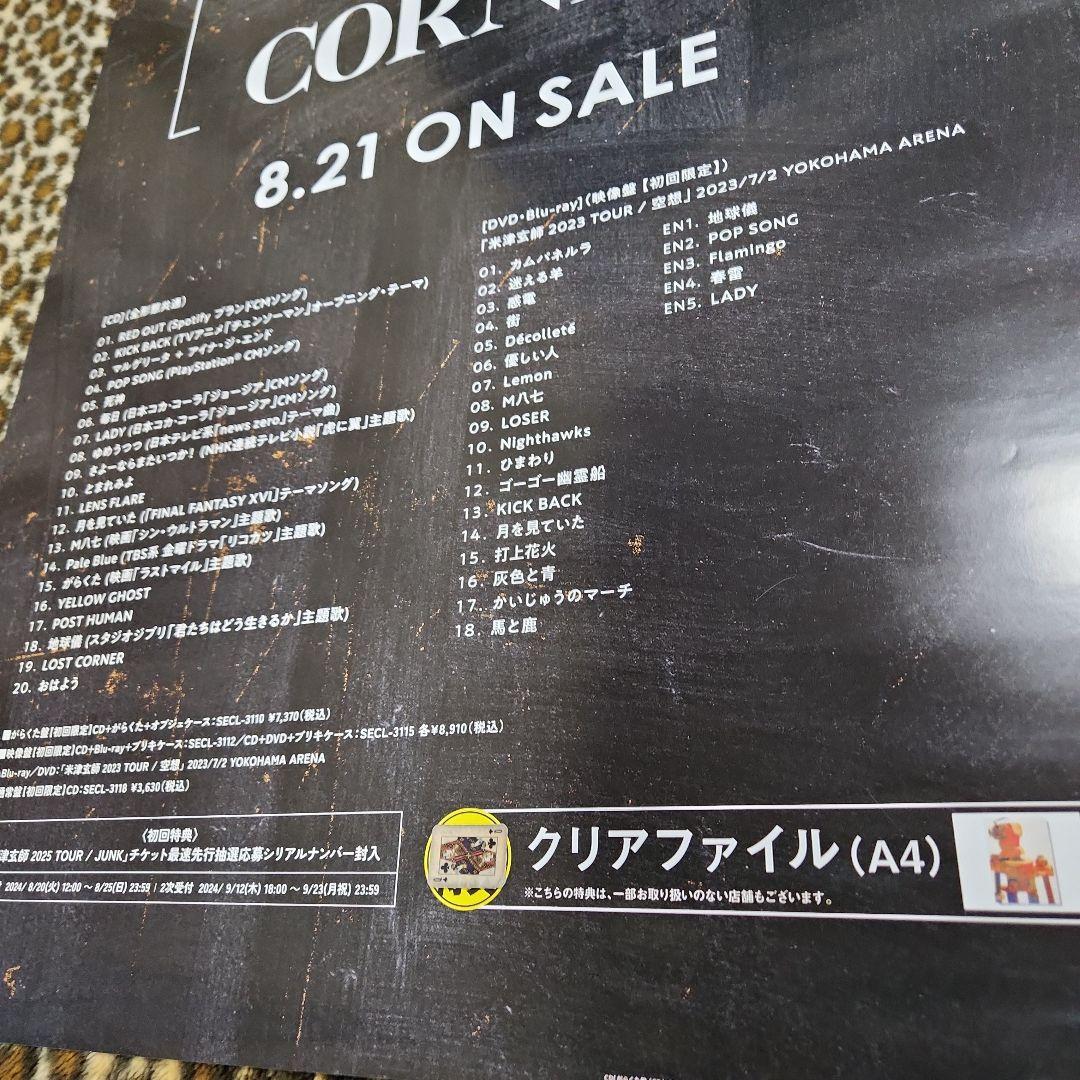 CORN
8.21 ON SALE
[CD](全形態共通)
01. RED OUT (Spotify ブランドCMソング)
02. KICK BACK (TVアニメ「チェンソーマン」オープニング・テーマ)
03. マルゲリータ + アイナ・ジ・エンド
04. POP SONG (PlayStation® CMソング)
05. 死神
06. 毎日 (日本コカ・コーラ「ジョージア」CMソング)
07. LADY (日本コカ・コーラ「ジョージア」CMソング)
08. ゆめうつつ (日本テレビ系「news zero」テーマ曲)
09. さよーならまたいつか! (NHK連続テレビ小説「虎に翼」主題歌)
10. とまれみよ
11. LENS FLARE
12. 月を見ていた (「FINAL FANTASY XVI」テーマソング)
13. M八七 (映画「シン・ウルトラマン」主題歌)
14. Pale Blue (TBS系 金曜ドラマ「リコカツ」主題歌)
15. がらくた (映画「ラストマイル」主題歌)
16. YELLOW GHOST
17. POST HUMAN
18. 地球儀 (スタジオジブリ「君たちはどう生きるか」主題歌)
19. LOST CORNER
20. おはよう
[DVD・Blu-ray](映像盤【初回限定】)
「米津玄師 2023 TOUR / 空想」 2023/7/2 YOKOHAMA ARENA
01. カムパネルラ
02. 迷える羊
03. 感電
04. 街
05. Décolleté
06. 優しい人
07. Lemon
08. M八七
09. LOSER
10. Nighthawks
11. ひまわり
12. ゴーゴー幽霊船
13. KICK BACK
14. 月を見ていた
15. 打上花火
16. 灰色と青
17. かいじゅうのマーチ
18. 馬と鹿
EN1. 地球儀
EN2. POP SONG
EN3. Flamingo
EN4. 春雷
EN5. LADY
■がらくた盤【初回限定】CD+がらくた+オブジェケース:SECL-3110 ¥7,370(税込)
■映像盤【初回限定】CD+Blu-ray+ブリキケース:SECL-3112/CD+DVD+ブリキケース:SECL-3115 各¥8,910(税込)
Blu-ray/DVD:「米津玄師 2023 TOUR / 空想」 2023/7/2 YOKOHAMA ARENA
通常盤【初回限定】CD:SECL-3118 ¥3,630(税込)
〈初回特典〉
津玄師 2025 TOUR / JUNK」チケット最速先行抽選応募シリアルナンバー封入
2024/ 8/20(火) 12:00 〜 8/25(日) 23:59 | 2次受付 2024/ 9/12(木) 18:00 〜 9/23(月祝) 23:59
クリアファイル(A4)
※こちらの特典は、一部お取り扱いのない店舗もございます。